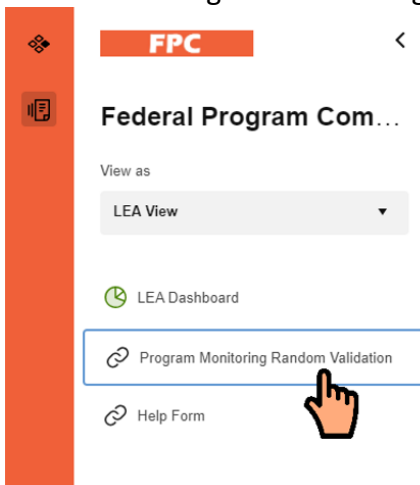 FPC
Federal Program Com...
View as
LEA View
LEA Dashboard
Program Monitoring Random Validation
Help Form